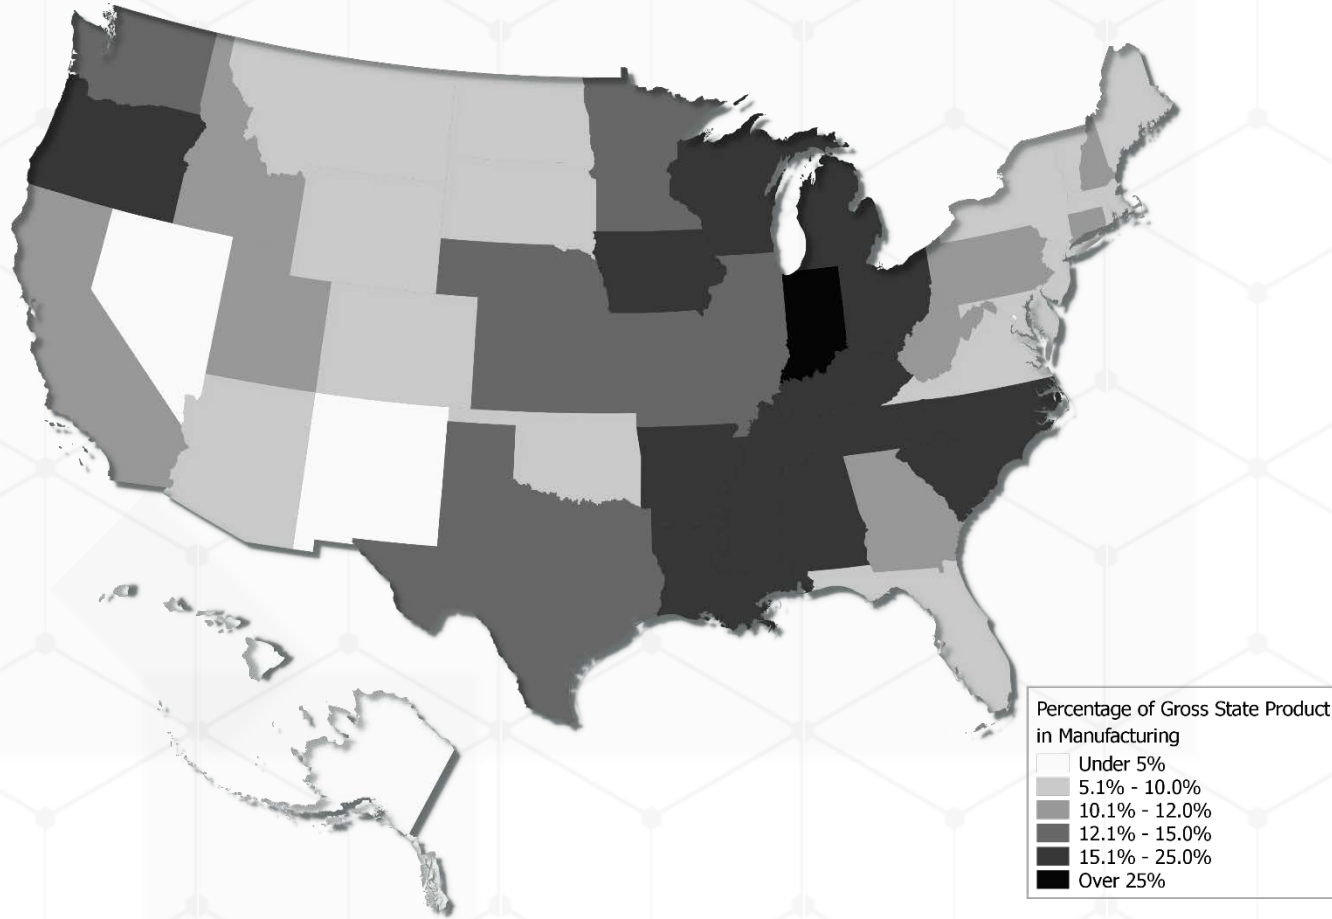 Percentage of Gross State Product
in Manufacturing
Under 5%
5.1% - 10.0%
10.1% - 12.0%
12.1% - 15.0%
15.1% - 25.0%
Over 25%